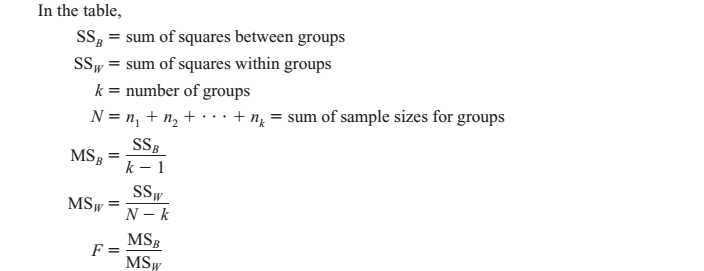 In the table,
SS_B = sum of squares between groups
SS_W = sum of squares within groups
k = number of groups
N = n_1 + n_2 + · · · + n_k = sum of sample sizes for groups
MS_B = SS_B / (k − 1)
MS_W = SS_W / (N − k)
F = MS_B / MS_W